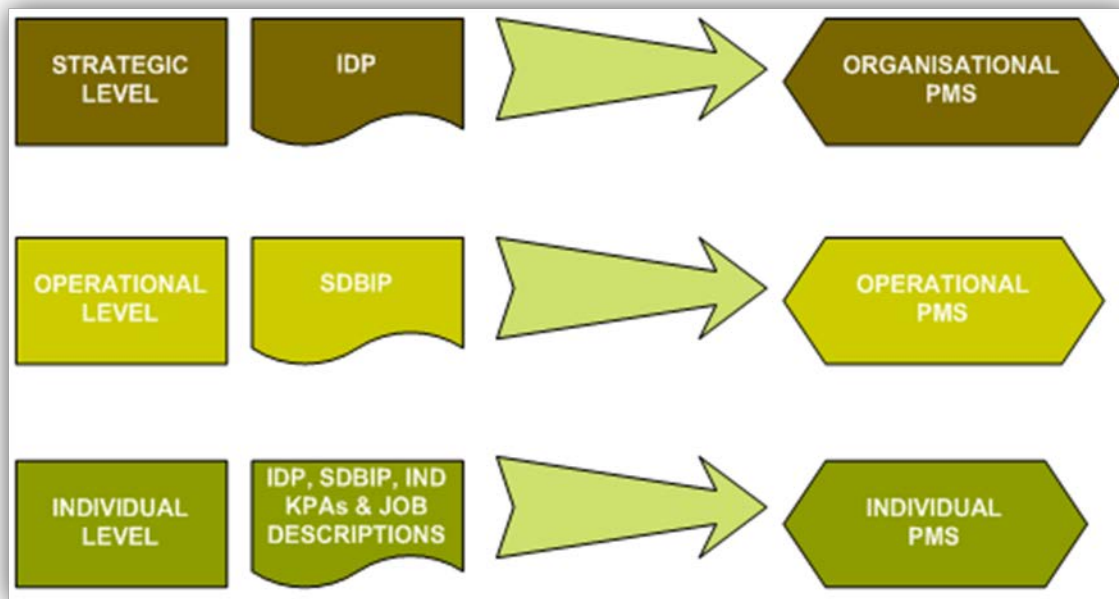 STRATEGIC
LEVEL
IDP
ORGANISATIONAL
PMS
OPERATIONAL
LEVEL
SDBIP
OPERATIONAL
PMS
INDIVIDUAL
LEVEL
IDP, SDBIP, IND
KPAs & JOB
DESCRIPTIONS
INDIVIDUAL
PMS